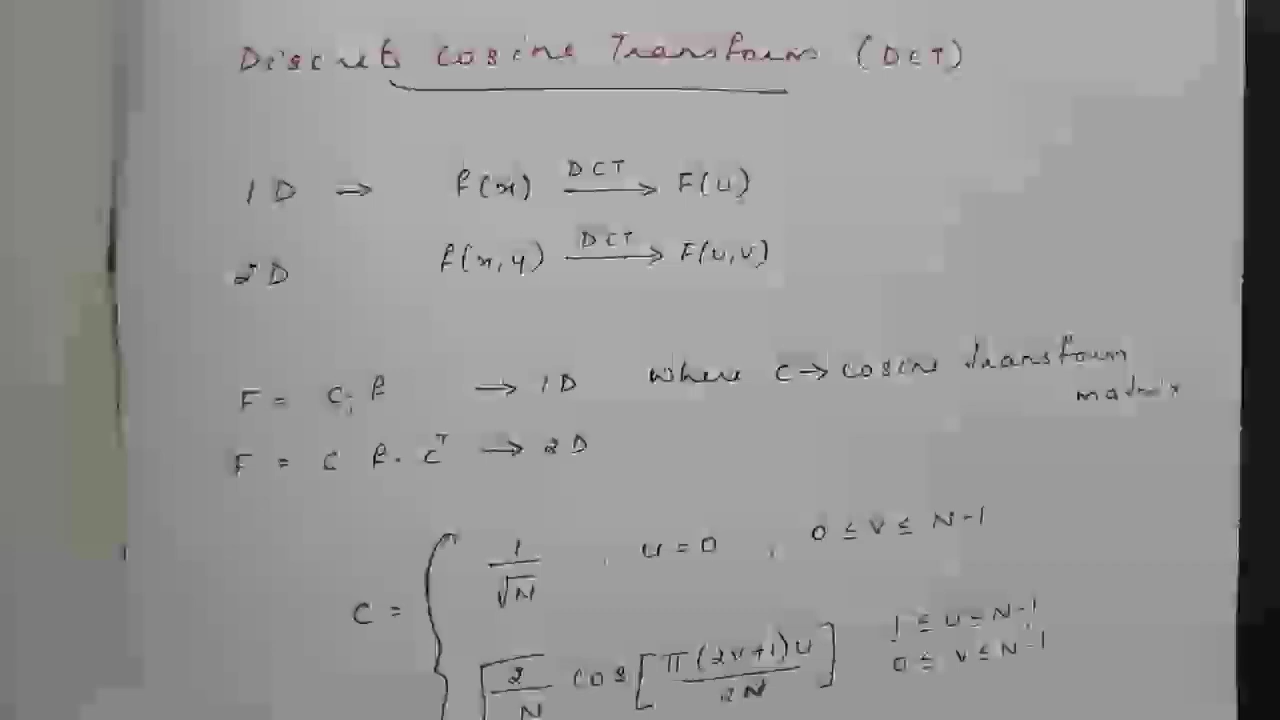 Discrete Cosine Transform (DCT)
1D ⇒ f(x) DCT → F(u)
2D f(x,y) DCT → F(u,v)
F = C. f → 1D where C → cosine transform
matrix
F = C f. C^T → 2D
C = { 1/√N , u = 0 , 0 ≤ v ≤ N-1
√2/N cos[π(2v+1)u/2N] 1 ≤ u ≤ N-1
0 ≤ v ≤ N-1